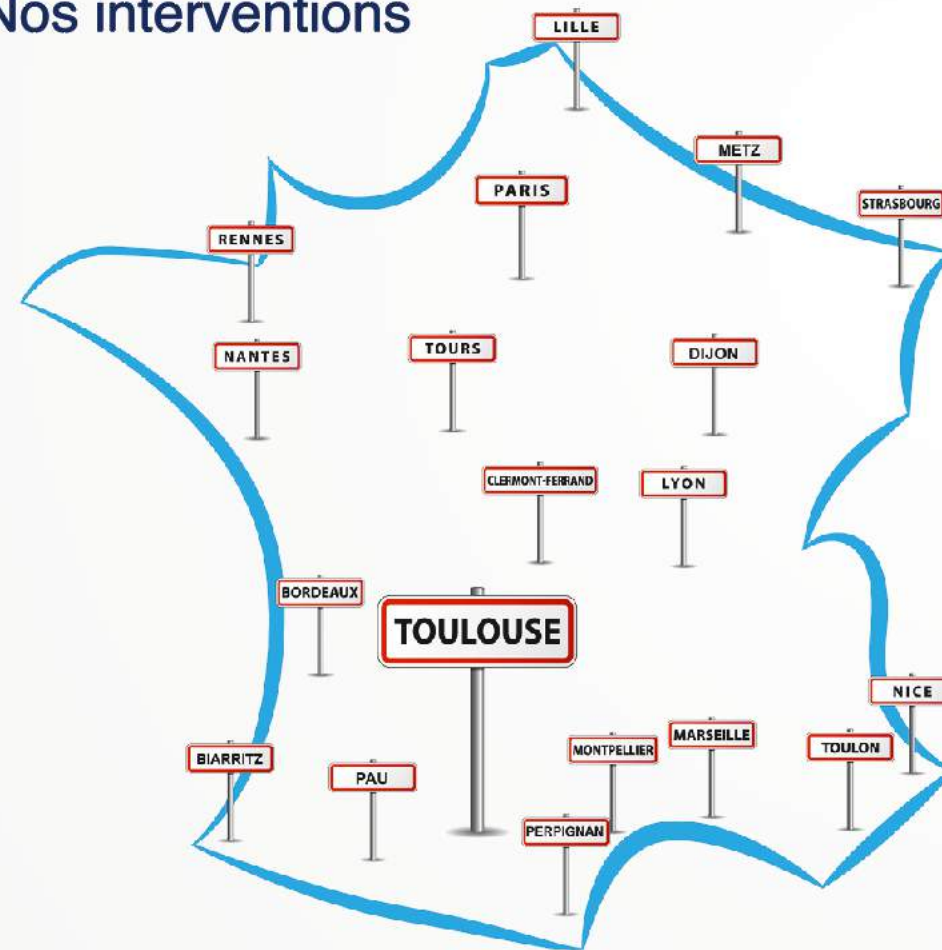 Nos interventions
LILLE
METZ
PARIS
STRASBOURG
RENNES
TOURS
DIJON
NANTES
CLERMONT-FERRAND
LYON
BORDEAUX
TOULOUSE
NICE
MARSEILLE
TOULON
MONTPELLIER
BIARRITZ
PAU
PERPIGNAN